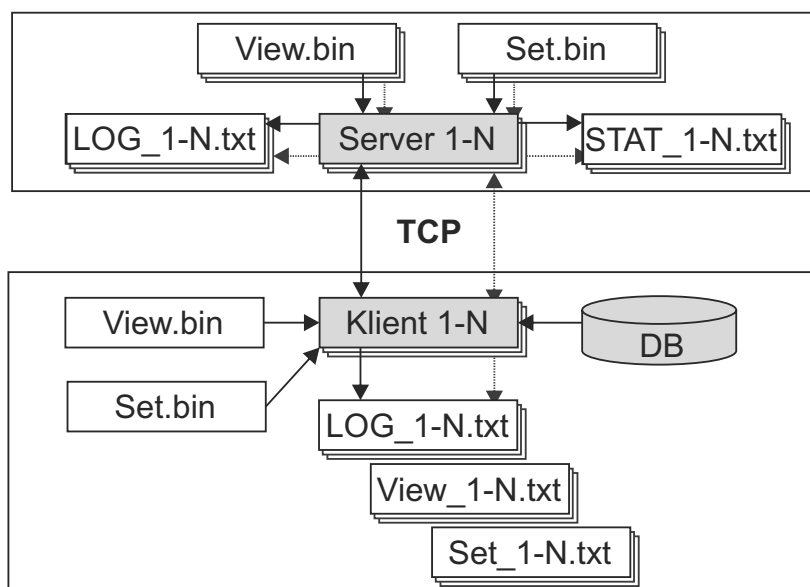 View.bin
Set.bin
LOG_1-N.txt
Server 1-N
STAT_1-N.txt
TCP
View.bin
Klient 1-N
DB
Set.bin
LOG_1-N.txt
View_1-N.txt
Set_1-N.txt